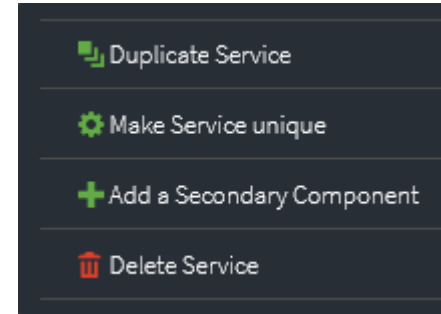 Duplicate Service
Make Service unique
Add a Secondary Component
Delete Service